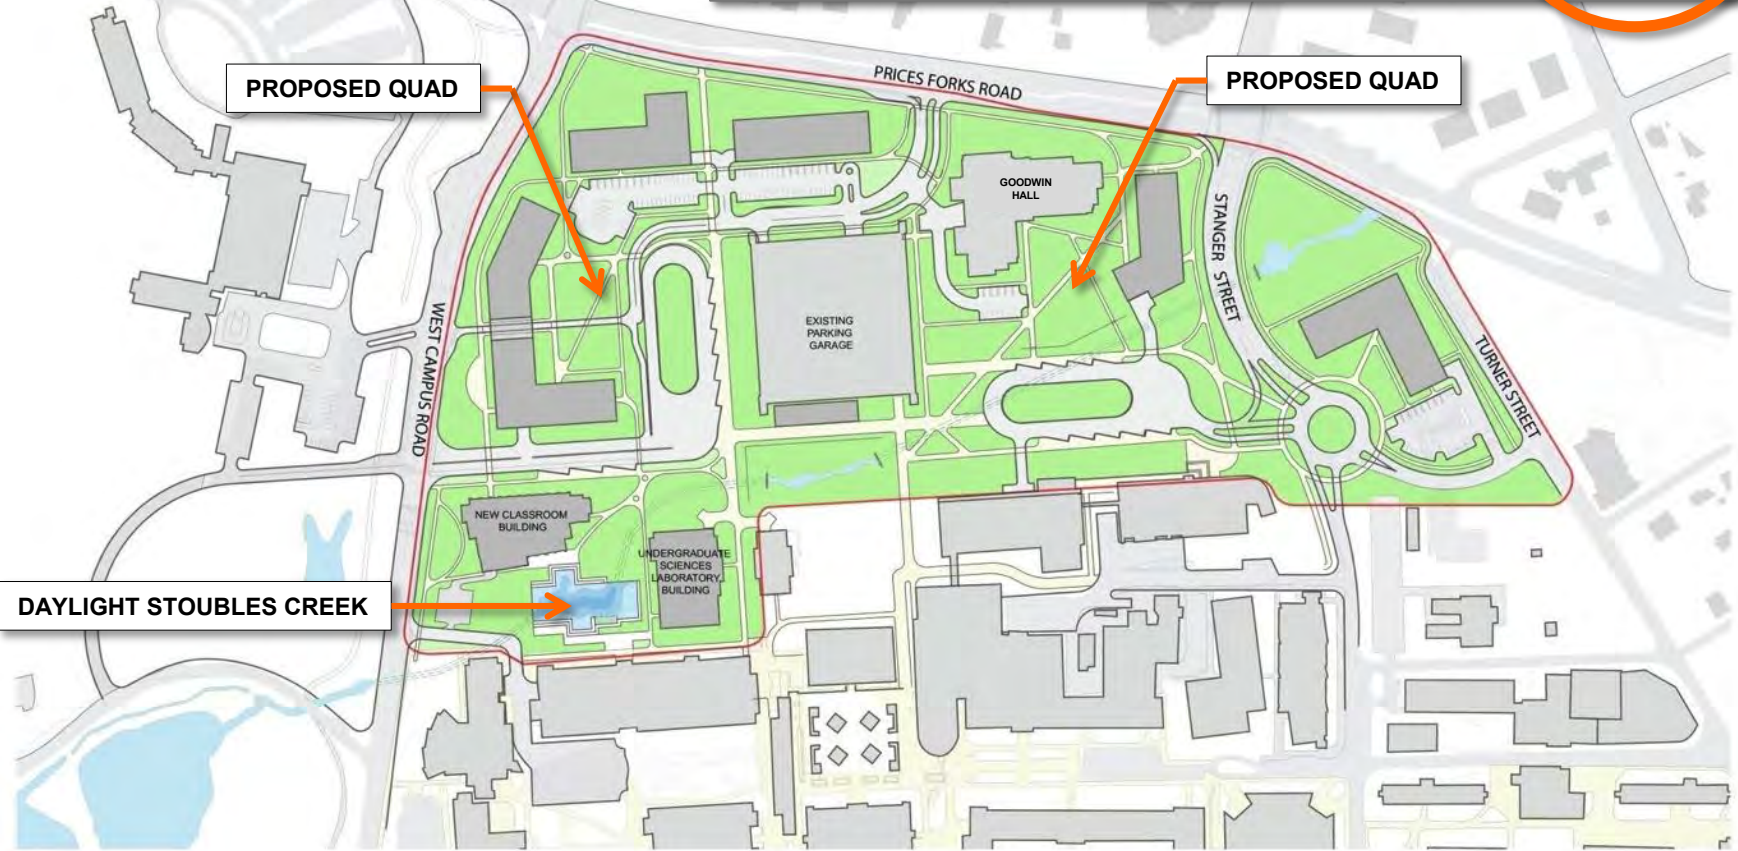 PROPOSED QUAD
PRICES FORKS ROAD
PROPOSED QUAD
GOODWIN
HALL
STANGER STREET
EXISTING
PARKING
GARAGE
WEST CAMPUS ROAD
TURNER STREET
NEW CLASSROOM
BUILDING
UNDERGRADUATE
SCIENCES
LABORATORY
BUILDING
DAYLIGHT STOUBLES CREEK